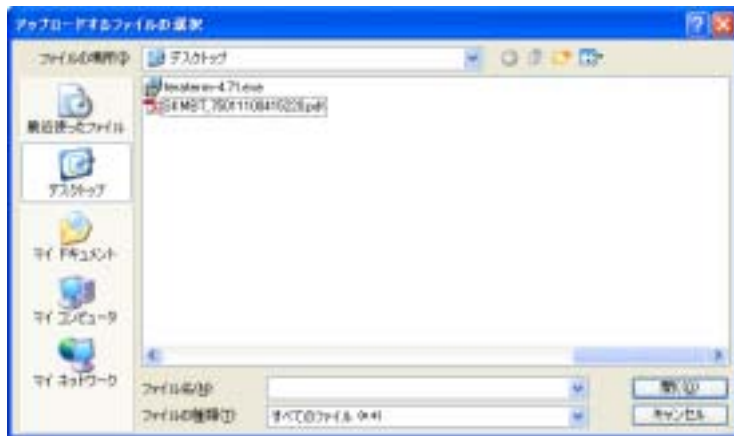 アップロードするファイルの選択
ファイルの場所(I)
デスクトップ
teraterm-4.71.exe
最近使ったファイル
デスクトップ
マイ ドキュメント
マイ コンピュータ
マイ ネットワーク
ファイル名(N)
開く(O)
ファイルの種類(T)
すべてのファイル (*.*)
キャンセル